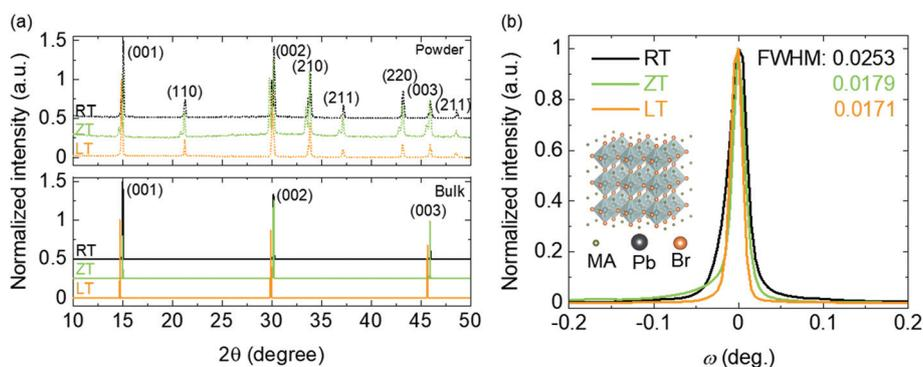 (a)
Normalized intensity (a.u.)
1.5
1.0
0.5
0
1.5
1.0
0.5
0
Powder
(001)
(110)
(002)
(210)
(211)
(220)
(003)
(211)
RT
ZT
LT
Bulk
(001)
(002)
(003)
RT
ZT
LT
10 15 20 25 30 35 40 45 50
2θ (degree)
(b)
Normalized intensity (a.u.)
1
0.8
0.6
0.4
0.2
0
RT FWHM: 0.0253
ZT 0.0179
LT 0.0171
MA Pb Br
-0.2 -0.1 0 0.1 0.2
ω (deg.)